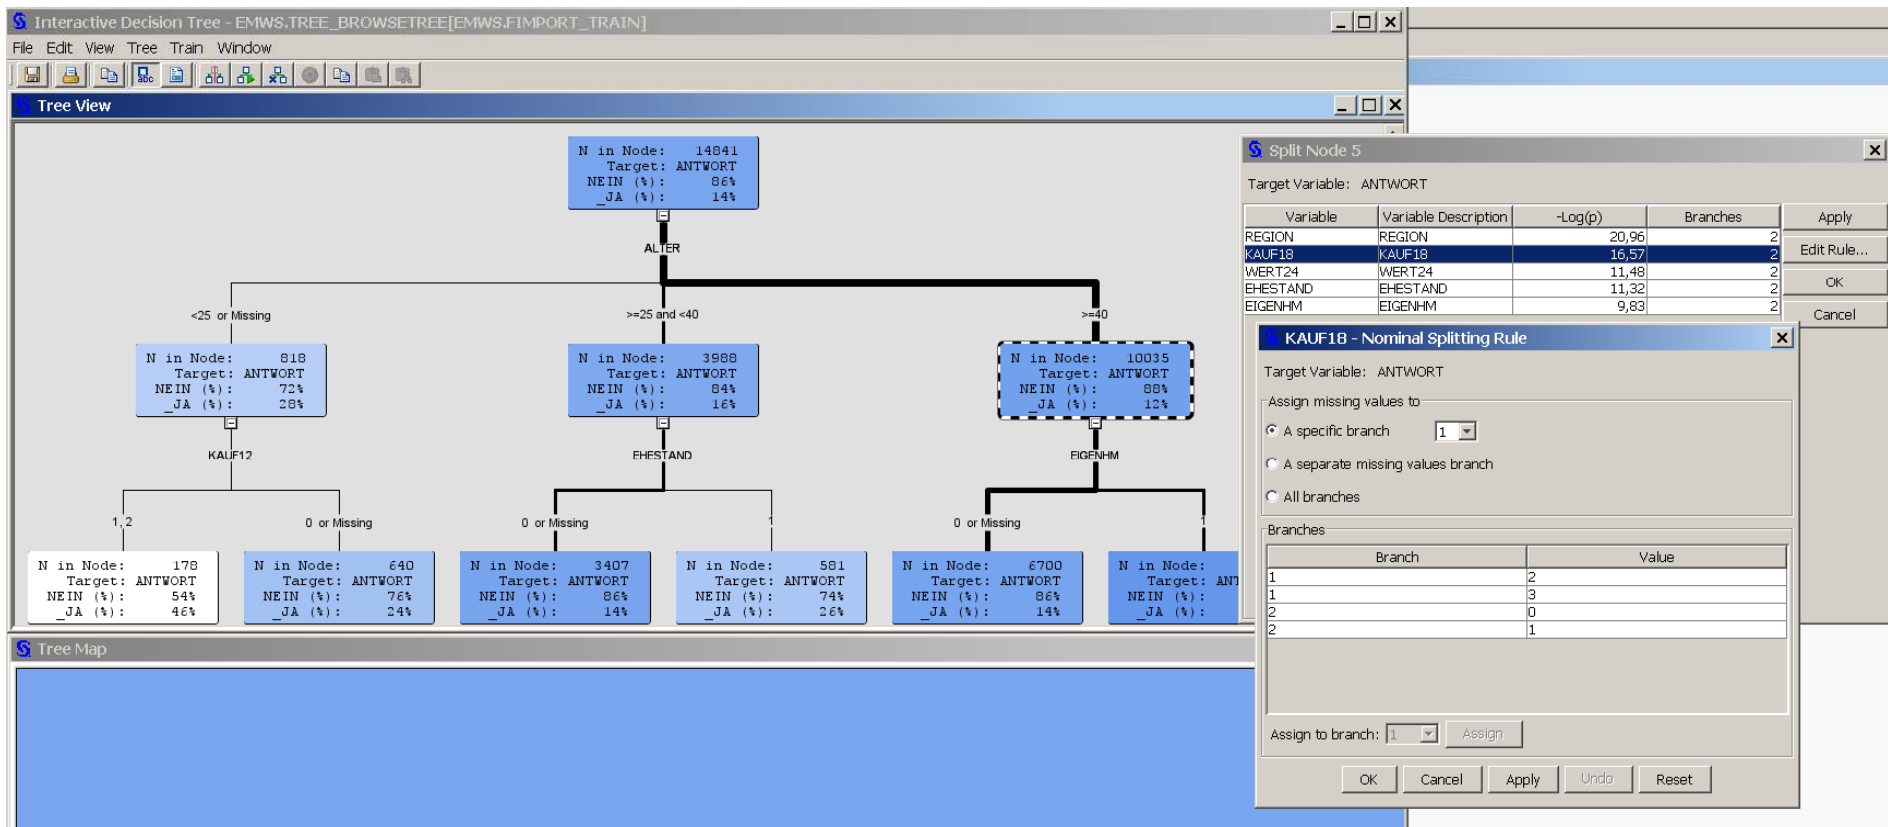 Interactive Decision Tree - EMWS.TREE_BROWSETREE[EMWS.FIMPORT_TRAIN]
File Edit View Tree Train Window
Tree View
N in Node: 14841
Target: ANTWORT
NEIN (%): 86%
_JA (%): 14%
ALTER
<25 or Missing
>=25 and <40
>=40
N in Node: 818
Target: ANTWORT
NEIN (%): 72%
_JA (%): 28%
N in Node: 3988
Target: ANTWORT
NEIN (%): 84%
_JA (%): 16%
N in Node: 10035
Target: ANTWORT
NEIN (%): 88%
_JA (%): 12%
KAUF12
EHESTAND
EIGENHM
1, 2
0 or Missing
0 or Missing
1
0 or Missing
1
N in Node: 178
Target: ANTWORT
NEIN (%): 54%
_JA (%): 46%
N in Node: 640
Target: ANTWORT
NEIN (%): 76%
_JA (%): 24%
N in Node: 3407
Target: ANTWORT
NEIN (%): 86%
_JA (%): 14%
N in Node: 581
Target: ANTWORT
NEIN (%): 74%
_JA (%): 26%
N in Node: 6700
Target: ANTWORT
NEIN (%): 86%
_JA (%): 14%
N in Node:
Target: ANT
NEIN (%):
_JA (%):
Tree Map
Split Node 5
Target Variable: ANTWORT
Variable Variable Description -Log(p) Branches
REGION REGION 20,96 2
KAUF18 KAUF18 16,57 2
WERT24 WERT24 11,48 2
EHESTAND EHESTAND 11,32 2
EIGENHM EIGENHM 9,83 2
Apply
Edit Rule...
OK
Cancel
KAUF18 - Nominal Splitting Rule
Target Variable: ANTWORT
Assign missing values to
A specific branch 1
A separate missing values branch
All branches
Branches
Branch Value
1 2
1 3
2 0
2 1
Assign to branch: 1 Assign
OK Cancel Apply Undo Reset